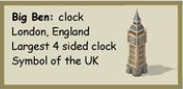 Big Ben: clock
London, England
Largest 4 sided clock
Symbol of the UK